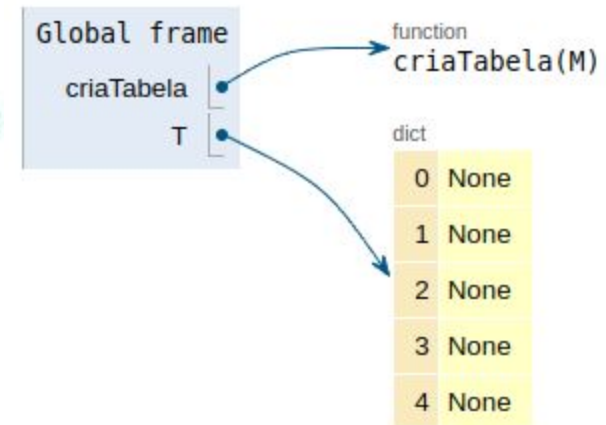 Global frame
criaTabela
T
function
criaTabela(M)
dict
0 None
1 None
2 None
3 None
4 None